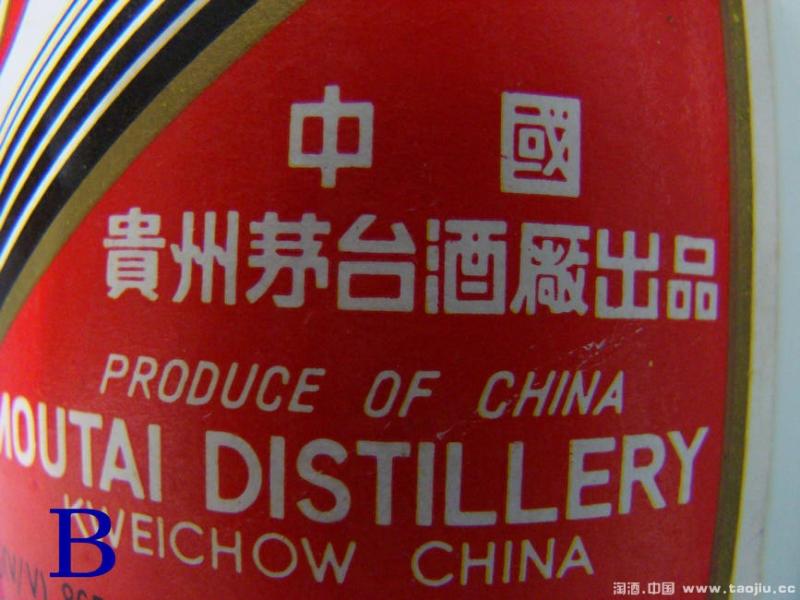 中國
貴州茅台酒廠出品
PRODUCE OF CHINA
MOUTAI DISTILLERY
KWEICHOW CHINA
B
淘酒.中国 www.taojiu.cc